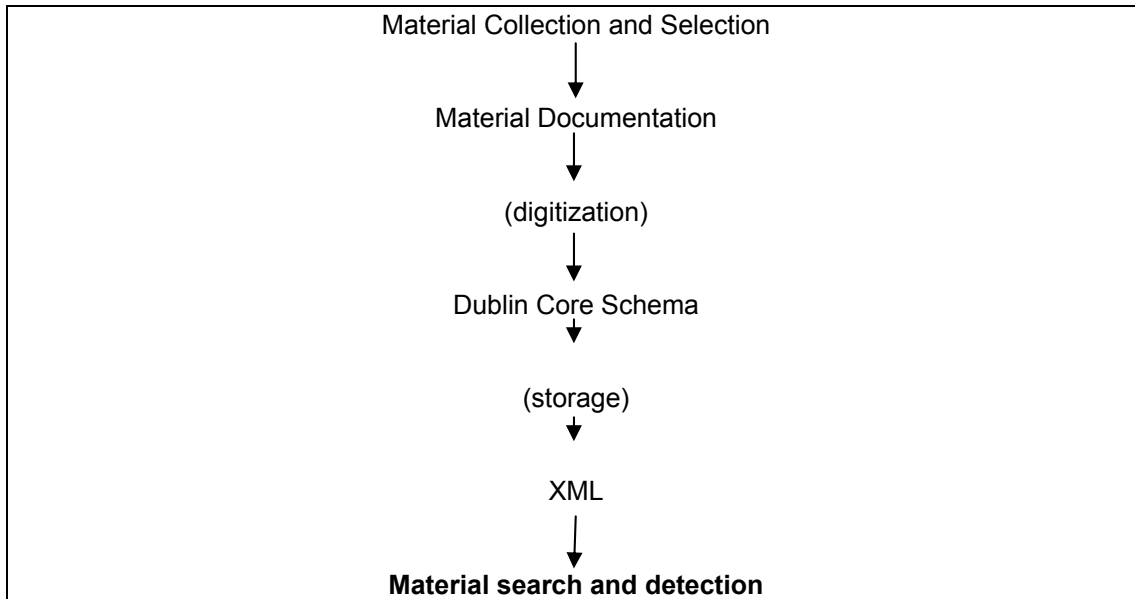 Material Collection and Selection
Material Documentation
(digitization)
Dublin Core Schema
(storage)
XML
Material search and detection